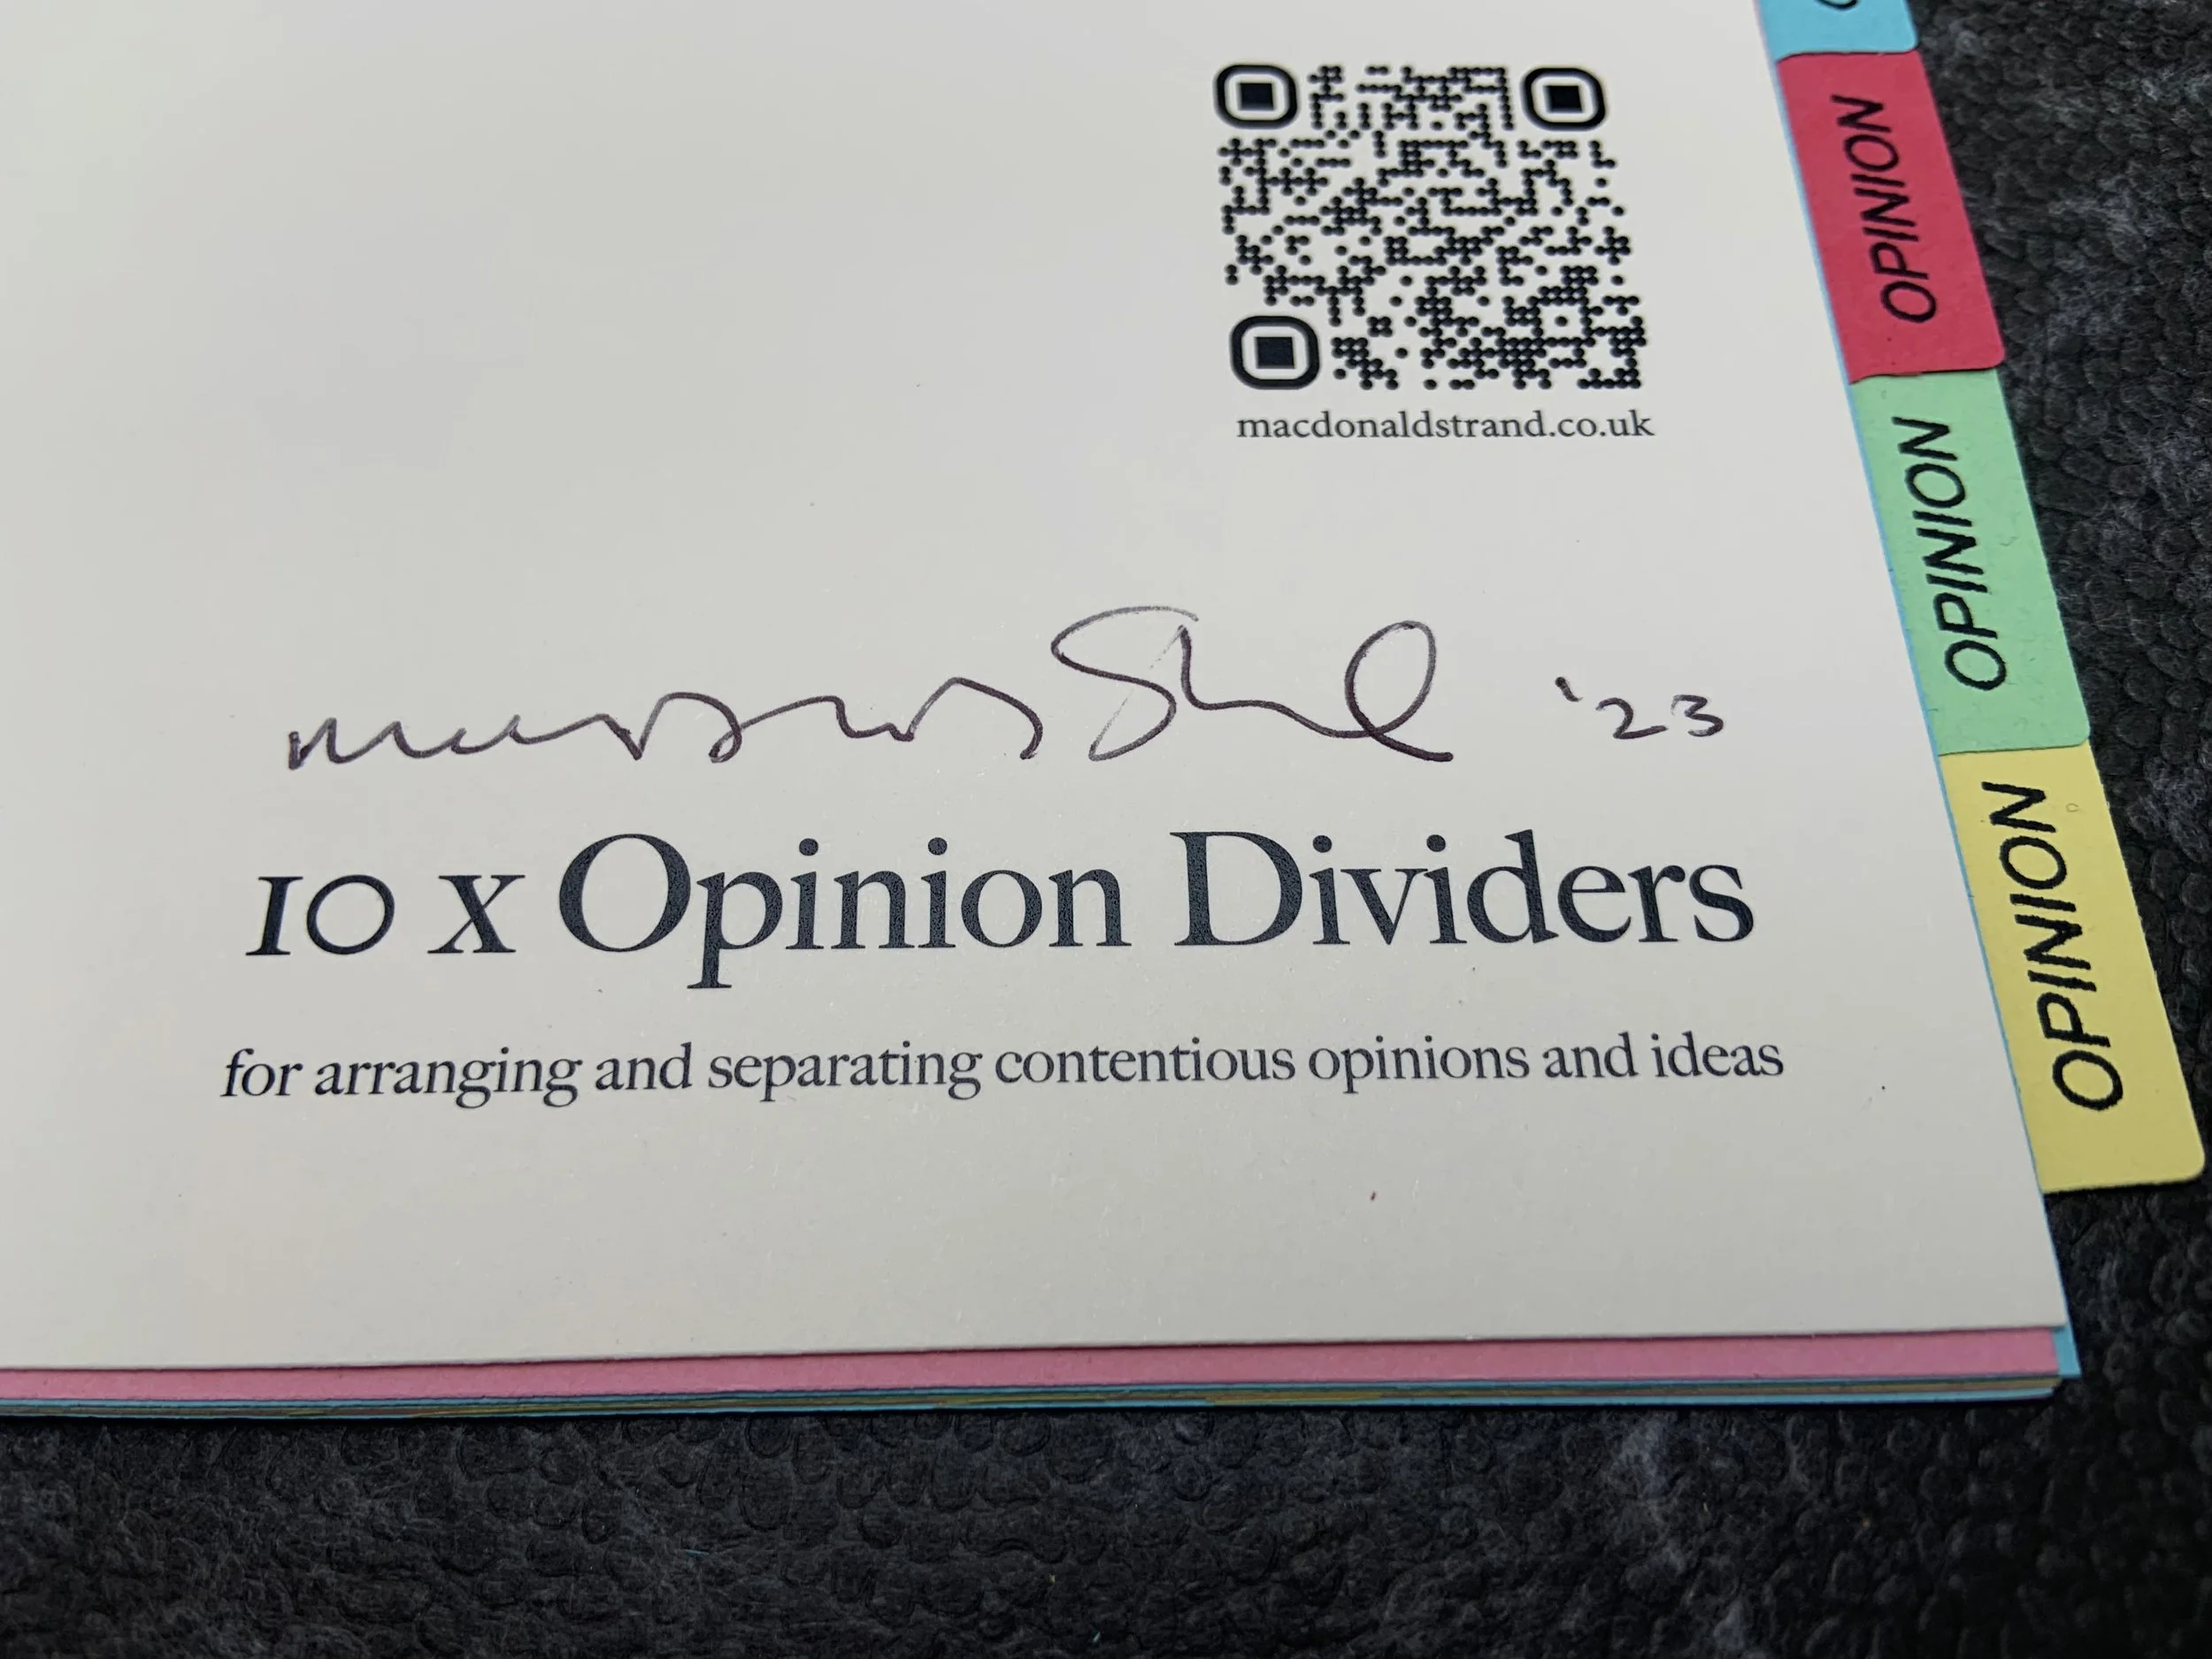 OPINION
OPINION
OPINION
macdonaldstrand.co.uk
'23
10 x Opinion Dividers
for arranging and separating contentious opinions and ideas